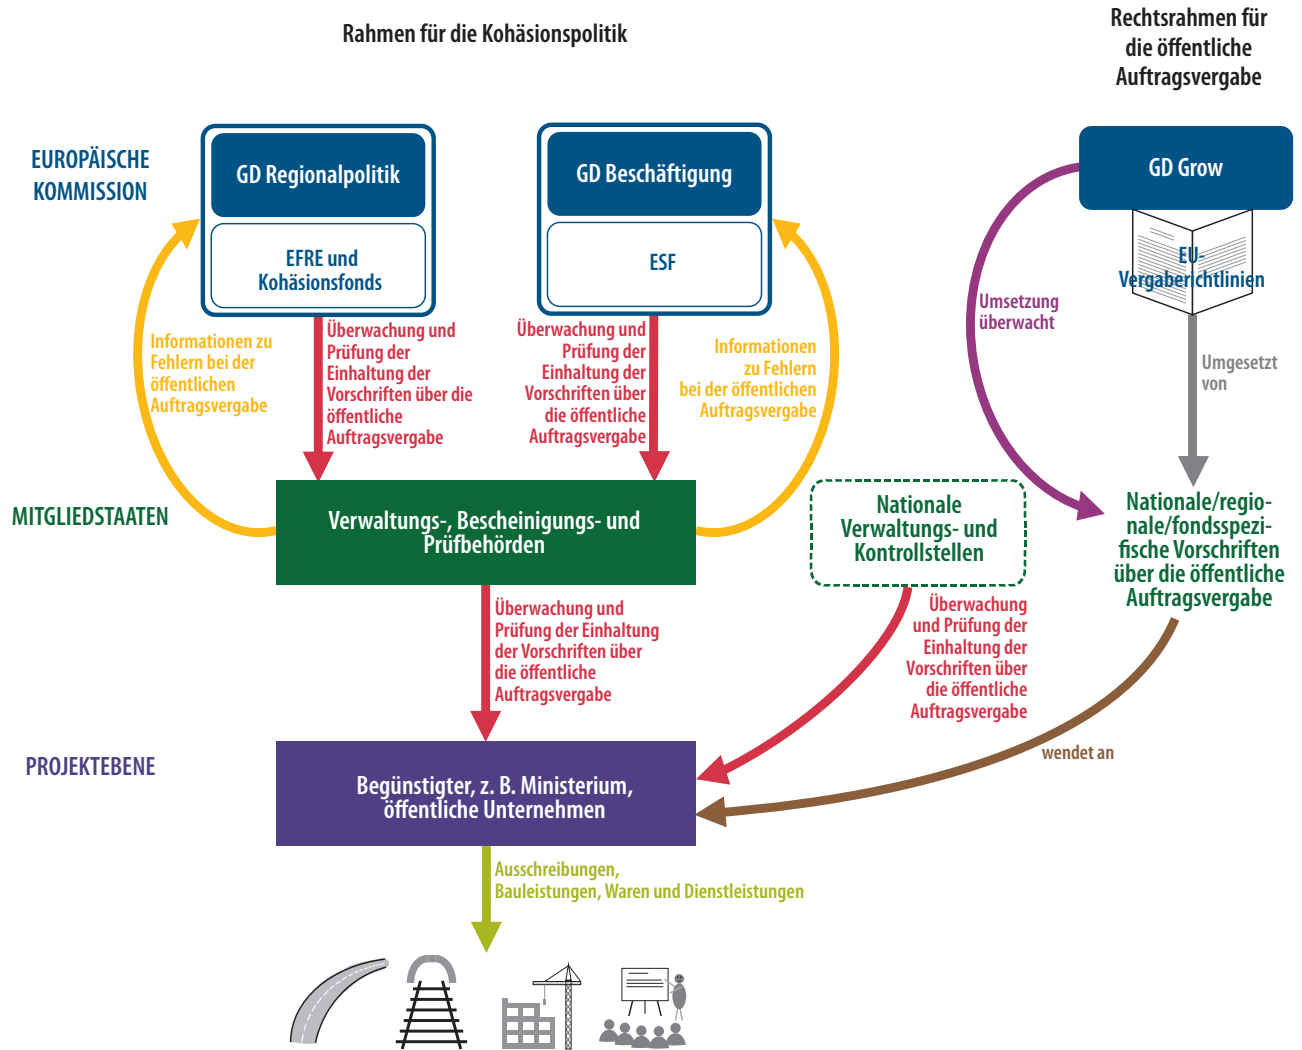 Rahmen für die Kohäsionspolitik
Rechtsrahmen für
die öffentliche
Auftragsvergabe
EUROPÄISCHE
KOMMISSION
GD Regionalpolitik
EFRE und
Kohäsionsfonds
GD Beschäftigung
ESF
GD Grow
EU-
Vergaberichtlinien
Informationen zu
Fehlern bei der
öffentlichen
Auftragsvergabe
Überwachung und
Prüfung der
Einhaltung der
Vorschriften über die
öffentliche
Auftragsvergabe
Überwachung und
Prüfung der
Einhaltung der
Vorschriften über
die öffentliche
Auftragsvergabe
Informationen
zu Fehlern
bei der öffentlichen
Auftragsvergabe
Umsetzung
überwacht
Umgesetzt
von
MITGLIEDSTAATEN
Verwaltungs-, Bescheinigungs- und
Prüfbehörden
Nationale
Verwaltungs- und
Kontrollstellen
Nationale/regio-
nale/fondsspezi-
fische Vorschriften
über die öffentliche
Auftragsvergabe
Überwachung und
Prüfung der Einhaltung
der Vorschriften über
die öffentliche
Auftragsvergabe
Überwachung
und Prüfung der
Einhaltung der
Vorschriften über
die öffentliche
Auftragsvergabe
wendet an
PROJEKTEBENE
Begünstigter, z. B. Ministerium,
öffentliche Unternehmen
Ausschreibungen,
Bauleistungen, Waren und Dienstleistungen